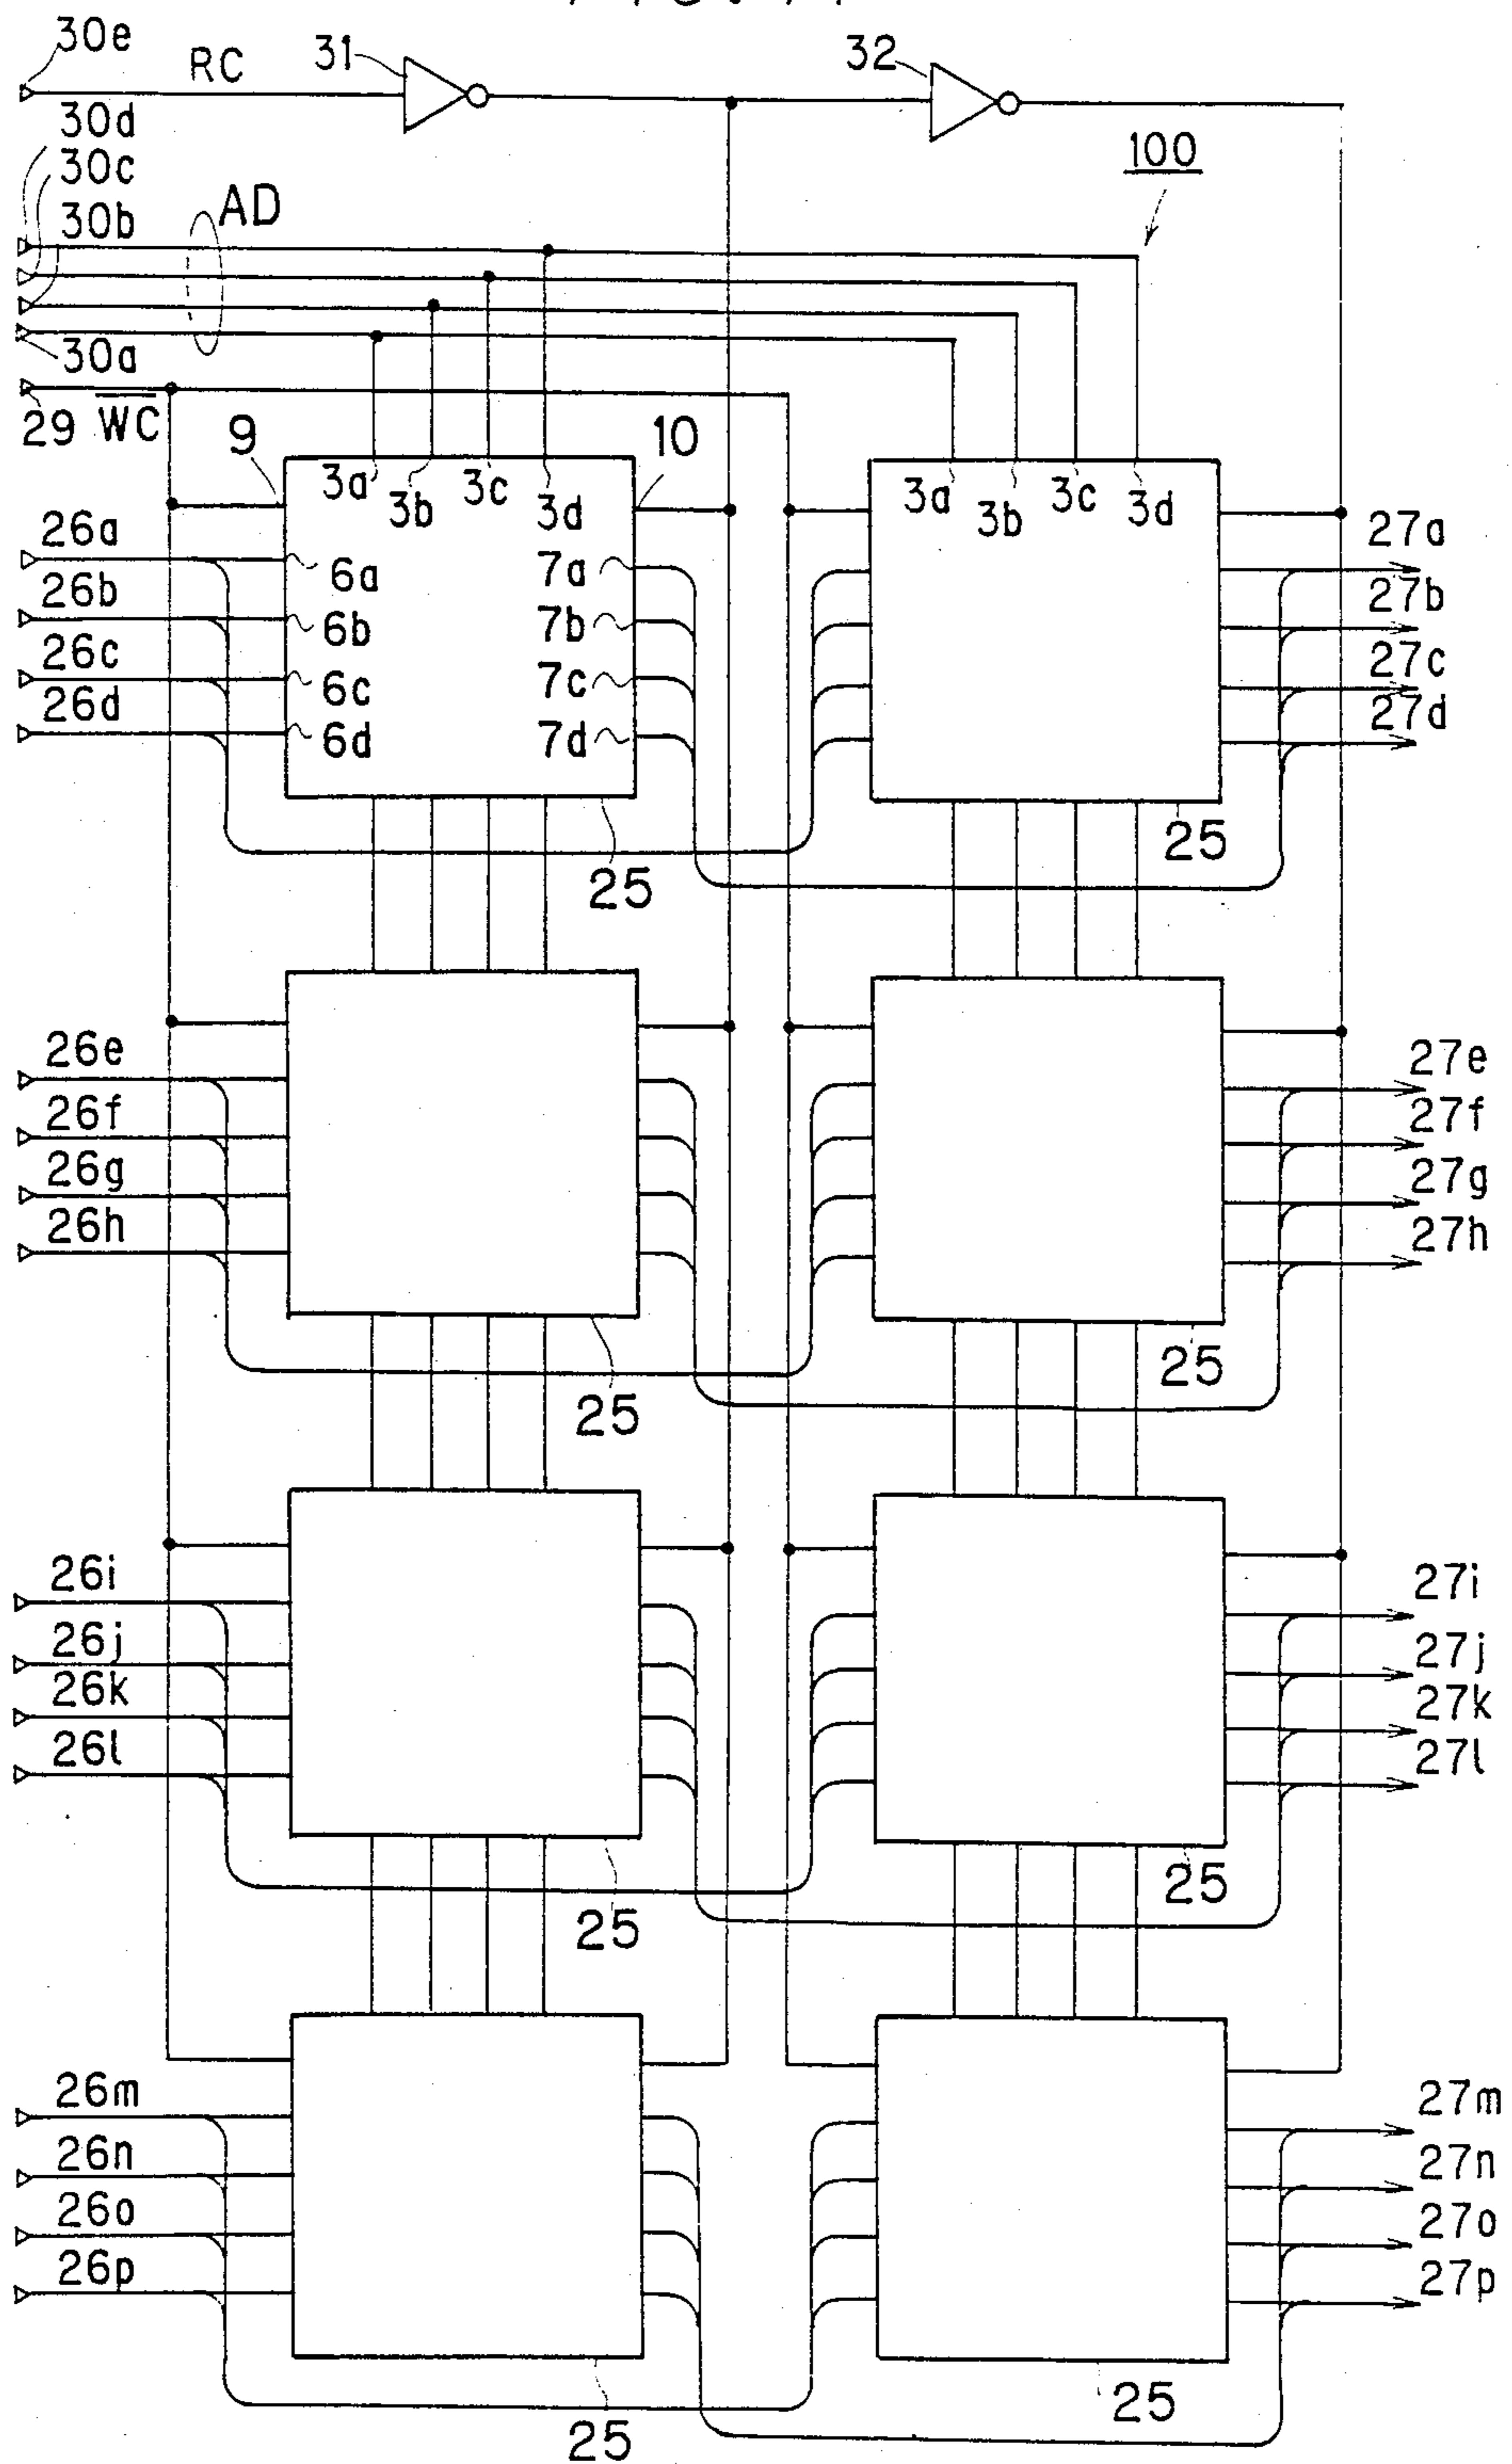 30e
RC
31
32
30d
30c
30b
AD
100
30a
29 WC
9
10
3a
3b
3c
3d
3a
3b
3c
3d
26a
6a
7a
27a
26b
6b
7b
27b
26c
6c
7c
27c
26d
6d
7d
27d
25
25
26e
27e
26f
27f
26g
27g
26h
27h
25
25
26i
27i
26j
27j
26k
27k
26l
27l
25
25
26m
27m
26n
27n
26o
27o
26p
27p
25
25